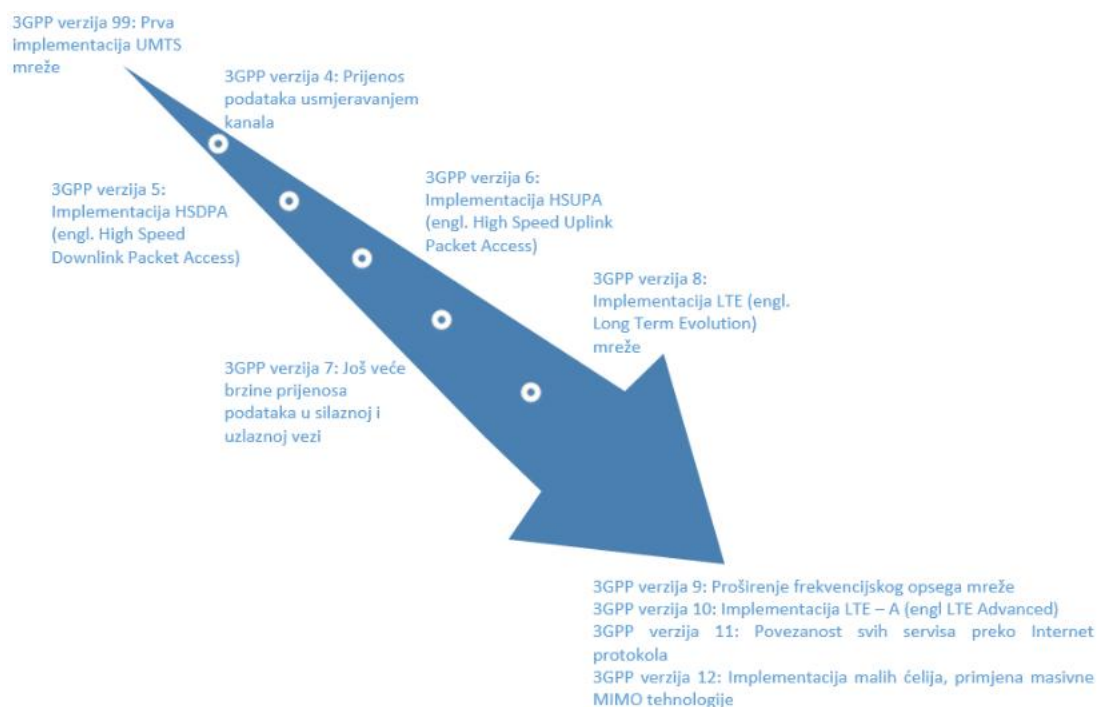 3GPP verzija 99: Prva
implementacija UMTS
mreže
3GPP verzija 4: Prijenos
podataka usmjeravanjem
kanala
3GPP verzija 5:
Implementacija HSDPA
(engl. High Speed
Downlink Packet Access)
3GPP verzija 6:
Implementacija HSUPA
(engl. High Speed Uplink
Packet Access)
3GPP verzija 7: Još veće
brzine prijenosa
podataka u silaznoj i
uzlaznoj vezi
3GPP verzija 8:
Implementacija LTE (engl.
Long Term Evolution)
mreže
3GPP verzija 9: Proširenje frekvencijskog opsega mreže
3GPP verzija 10: Implementacija LTE – A (engl LTE Advanced)
3GPP verzija 11: Povezanost svih servisa preko Internet
protokola
3GPP verzija 12: Implementacija malih ćelija, primjena masivne
MIMO tehnologije